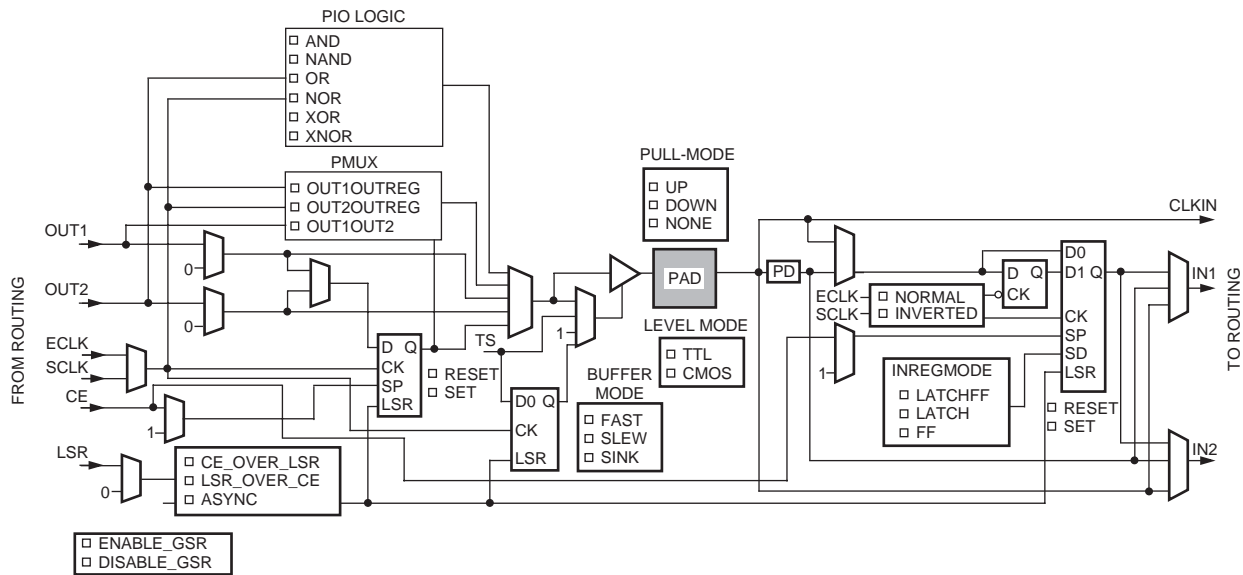 PIO LOGIC
AND
NAND
OR
NOR
XOR
XNOR
PMUX
OUT1OUTREG
OUT2OUTREG
OUT1OUT2
PULL-MODE
UP
DOWN
NONE
CLKIN
OUT1
0
OUT2
0
PAD
PD
D0
D1 Q
CK
SP
SD
LSR
D Q
CK
IN1
ECLK
SCLK
NORMAL
INVERTED
FROM ROUTING
TO ROUTING
ECLK
SCLK
CE
1
D Q
CK
SP
LSR
RESET
SET
TS
1
LEVEL MODE
TTL
CMOS
1
INREGMODE
LATCHFF
LATCH
FF
RESET
SET
BUFFER
MODE
FAST
SLEW
SINK
D0 Q
CK
LSR
LSR
0
CE_OVER_LSR
LSR_OVER_CE
ASYNC
IN2
ENABLE_GSR
DISABLE_GSR